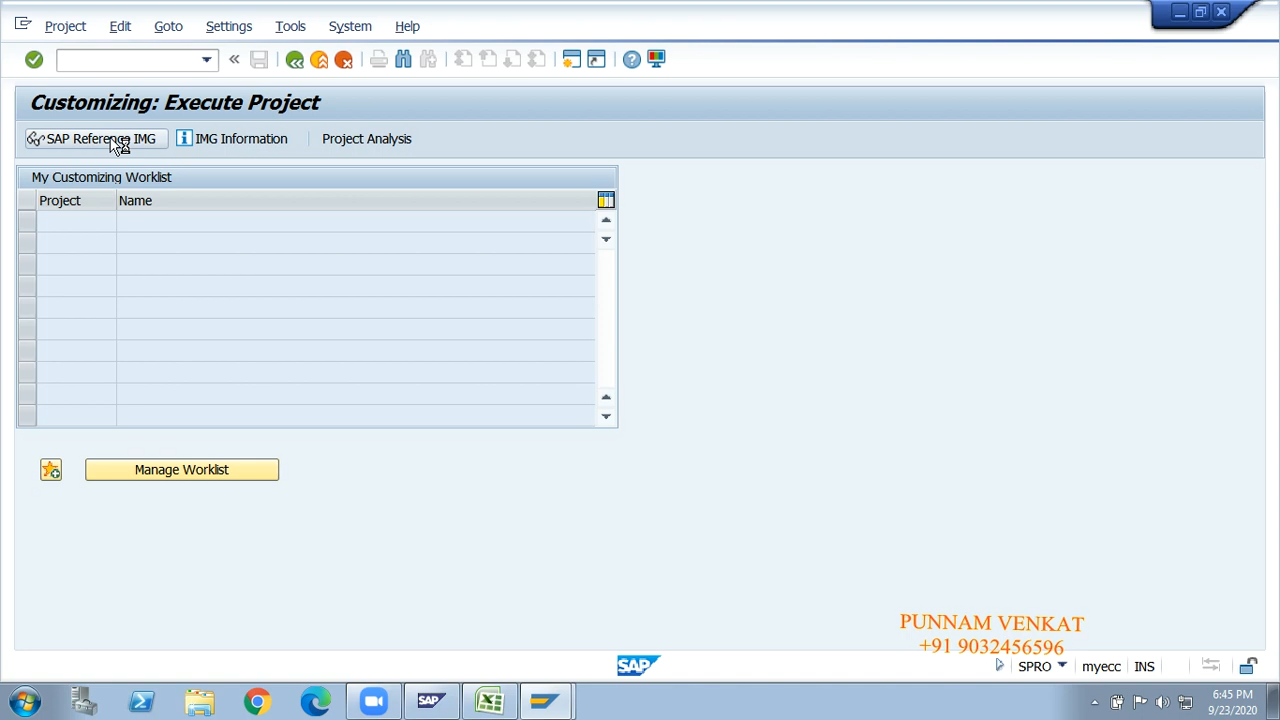 Project Edit Goto Settings Tools System Help
Customizing: Execute Project
SAP Reference IMG IMG Information Project Analysis
My Customizing Worklist
Project Name
Manage Worklist
PUNNAM VENKAT
+91 9032456596
SAP SPRO myecc INS
SAP 6:45 PM
9/23/2020